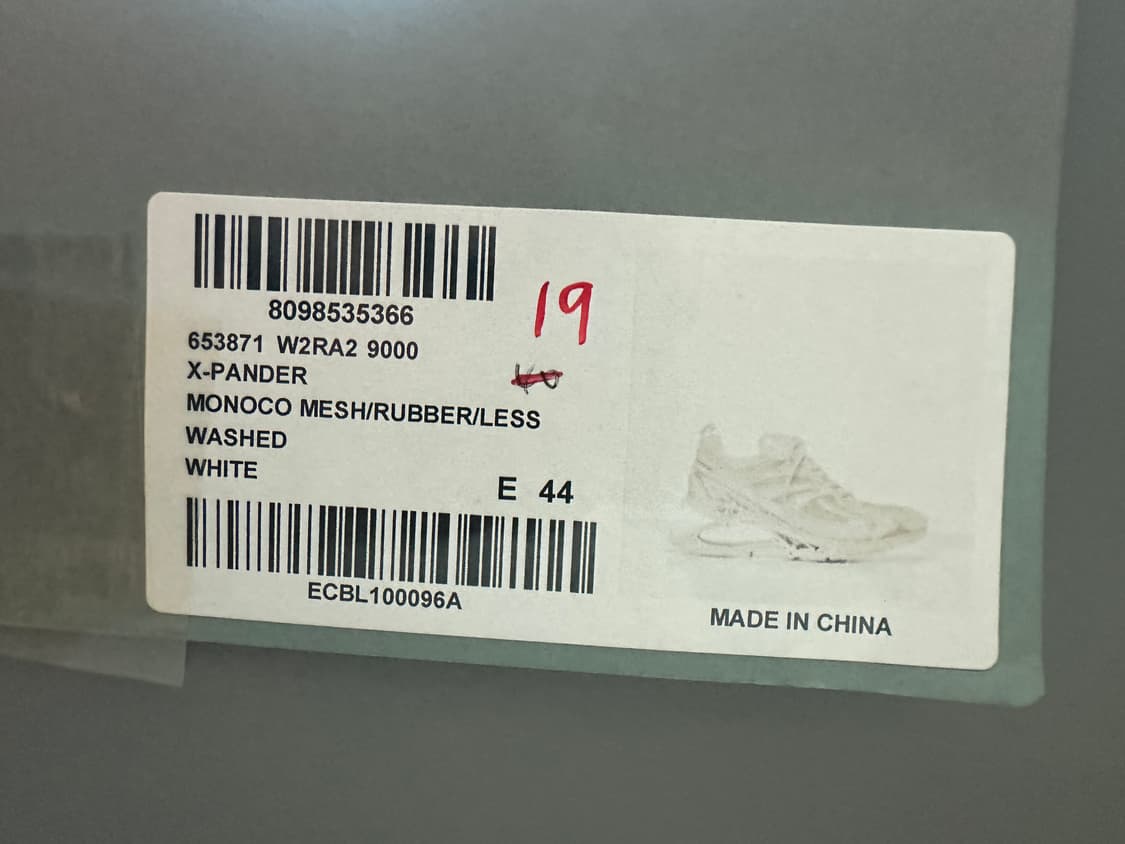 8098535366
19
653871 W2RA2 9000
X-PANDER
MONOCO MESH/RUBBER/LESS
WASHED
WHITE
E 44
ECBL100096A
MADE IN CHINA